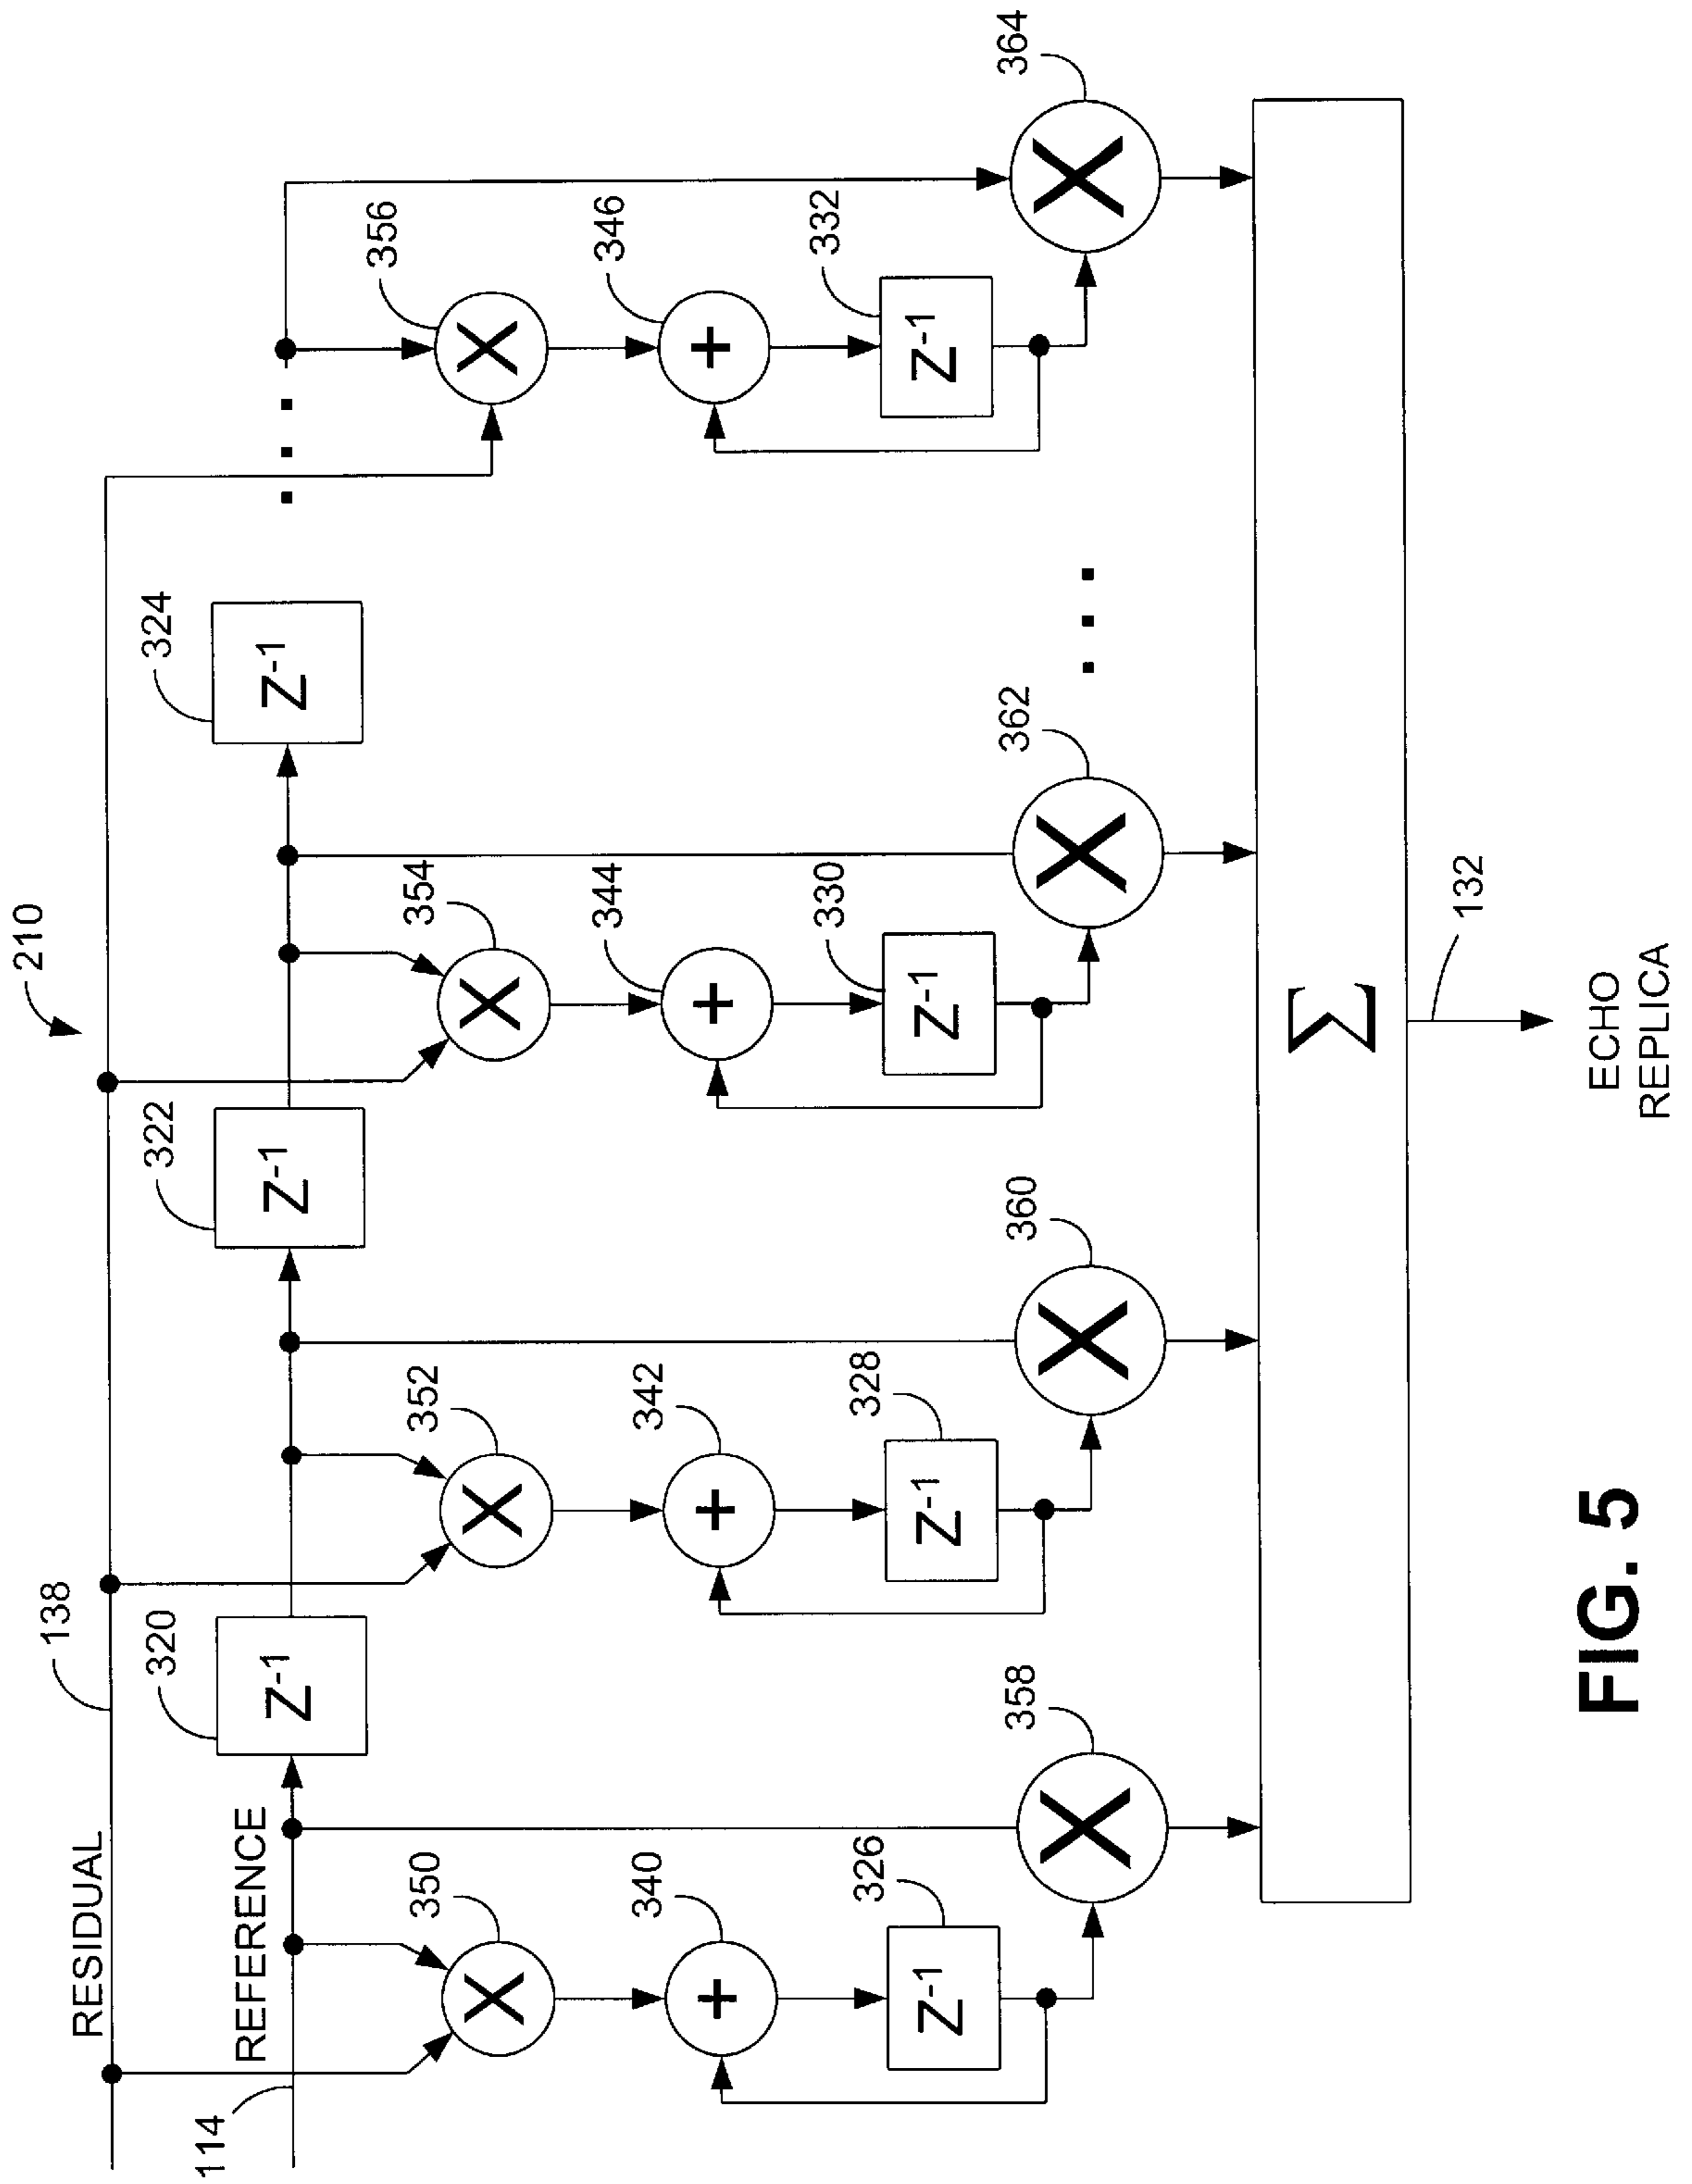 210
138
RESIDUAL
114
REFERENCE
320
Z-1
322
Z-1
324
Z-1
350
X
352
X
354
X
356
X
340
+
342
+
344
+
346
+
326
Z-1
328
Z-1
330
Z-1
332
Z-1
358
X
360
X
362
X
364
X
Σ
132
ECHO
REPLICA
FIG. 5